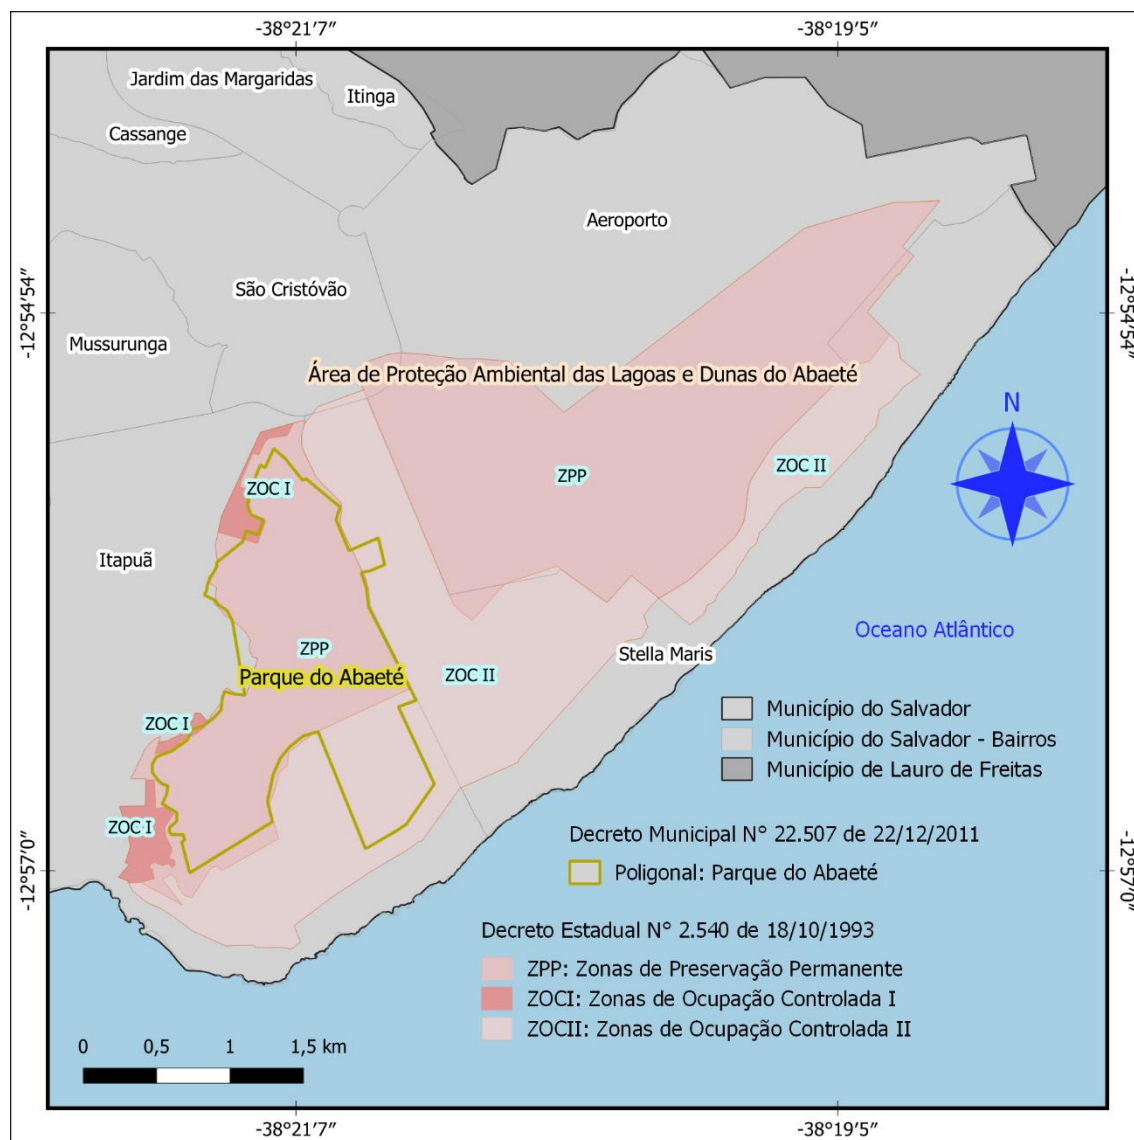 -38°21′7″
-38°19′5″
Jardim das Margaridas
Itinga
Cassange
Aeroporto
São Cristóvão
-12°54′54″
-12°54′54″
Mussurunga
Área de Proteção Ambiental das Lagoas e Dunas do Abaeté
N
ZOC II
ZPP
ZOC I
Itapuã
Oceano Atlântico
ZPP
Stella Maris
Parque do Abaeté
ZOC II
ZOC I
Município do Salvador
Município do Salvador - Bairros
Município de Lauro de Freitas
ZOC I
Decreto Municipal N° 22.507 de 22/12/2011
Poligonal: Parque do Abaeté
-12°57′0″
-12°57′0″
Decreto Estadual N° 2.540 de 18/10/1993
ZPP: Zonas de Preservação Permanente
ZOCI: Zonas de Ocupação Controlada I
ZOCII: Zonas de Ocupação Controlada II
0 0,5 1 1,5 km
-38°21′7″
-38°19′5″